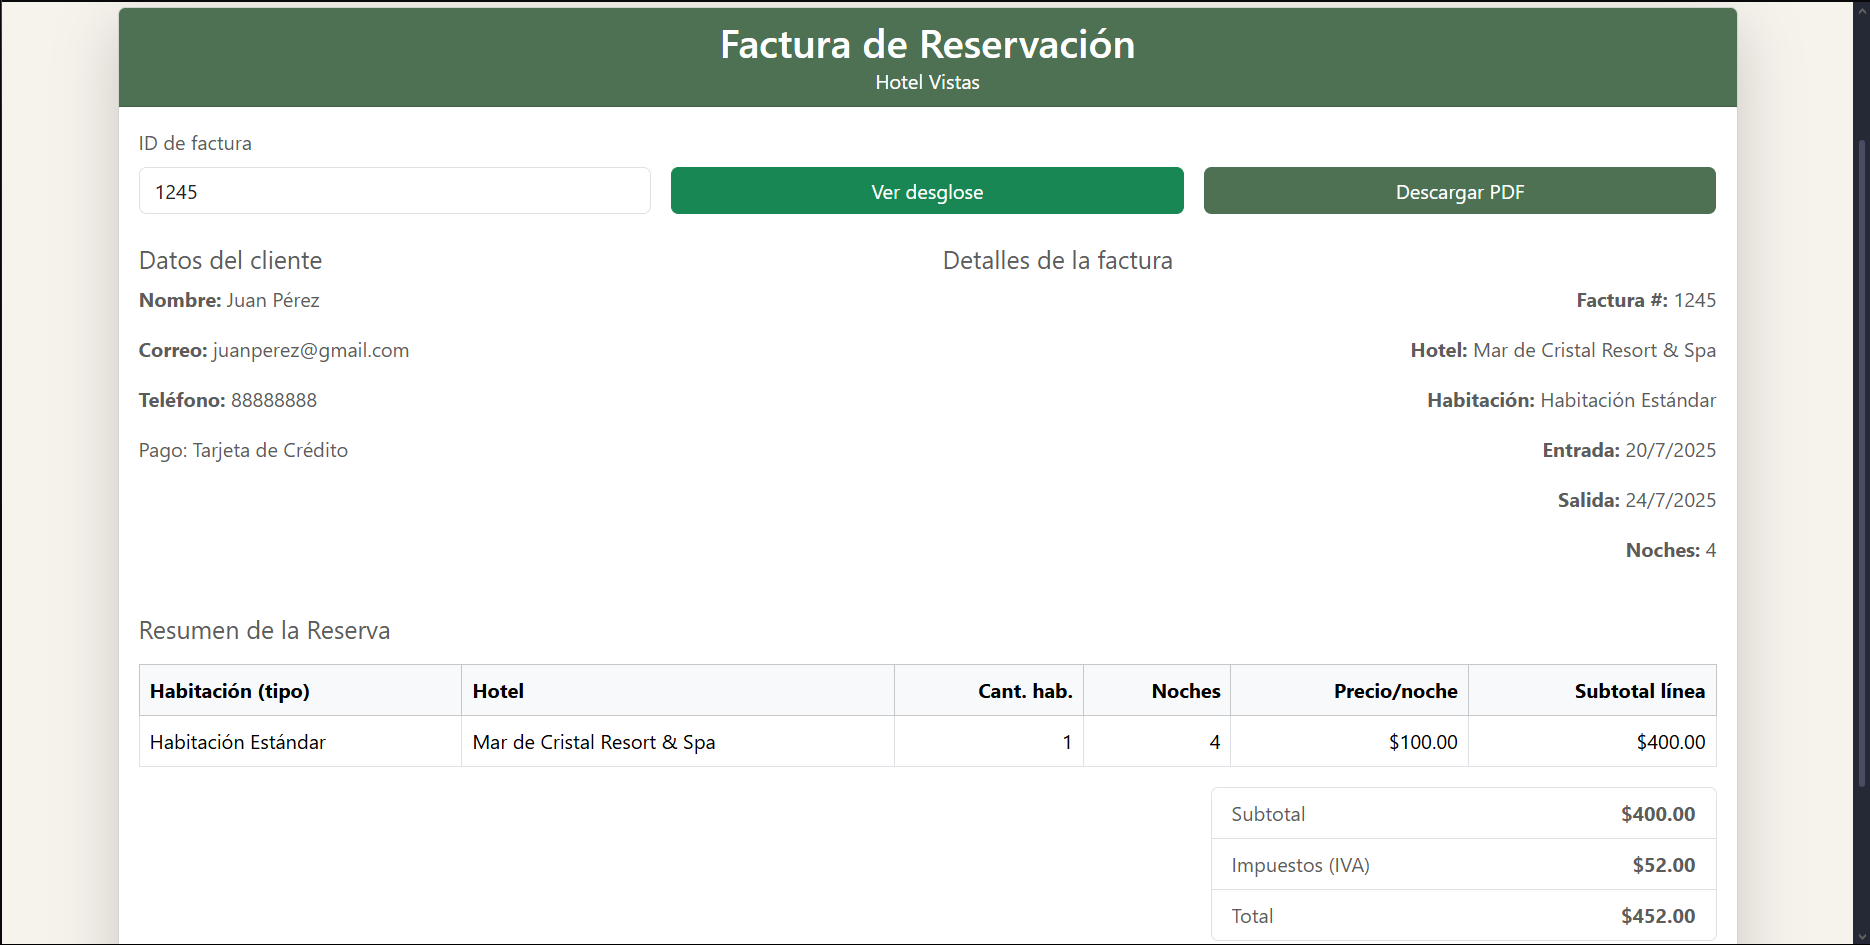 Factura de Reservación
Hotel Vistas
ID de factura
1245
Ver desglose
Descargar PDF
Datos del cliente
Nombre: Juan Pérez
Correo: juanperez@gmail.com
Teléfono: 88888888
Pago: Tarjeta de Crédito
Detalles de la factura
Factura #: 1245
Hotel: Mar de Cristal Resort & Spa
Habitación: Habitación Estándar
Entrada: 20/7/2025
Salida: 24/7/2025
Noches: 4
Resumen de la Reserva
Habitación (tipo) Hotel Cant. hab. Noches Precio/noche Subtotal línea
Habitación Estándar Mar de Cristal Resort & Spa 1 4 $100.00 $400.00
Subtotal $400.00
Impuestos (IVA) $52.00
Total $452.00